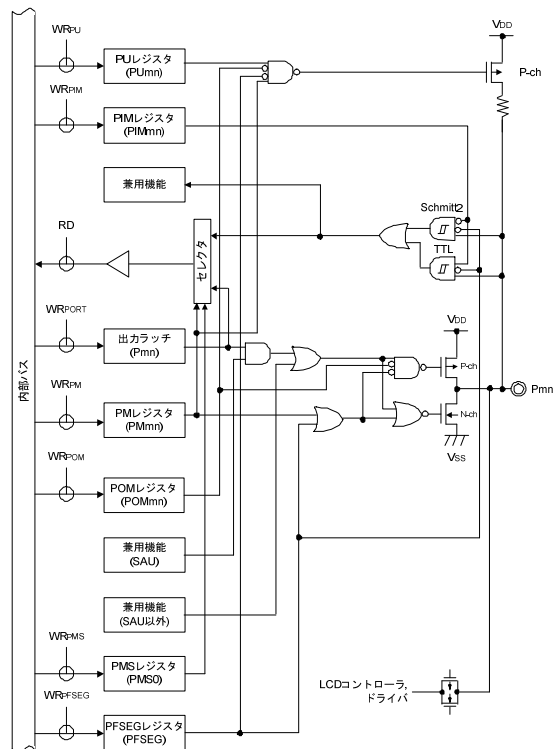 WRPU
PUレジスタ
(PUmn)
VDD
P-ch
WRPIM
PIMレジスタ
(PIMmn)
兼用機能
Schmitt2
TTL
RD
セレクタ
WRPORT
出力ラッチ
(Pmn)
VDD
P-ch
内部バス
WRPM
PMレジスタ
(PMmn)
Pmn
N-ch
VSS
WRPOM
POMレジスタ
(POMmn)
兼用機能
(SAU)
兼用機能
(SAU以外)
WRPMS
PMSレジスタ
(PMS0)
LCDコントローラ,
ドライバ
WRPFSEG
PFSEGレジスタ
(PFSEG)